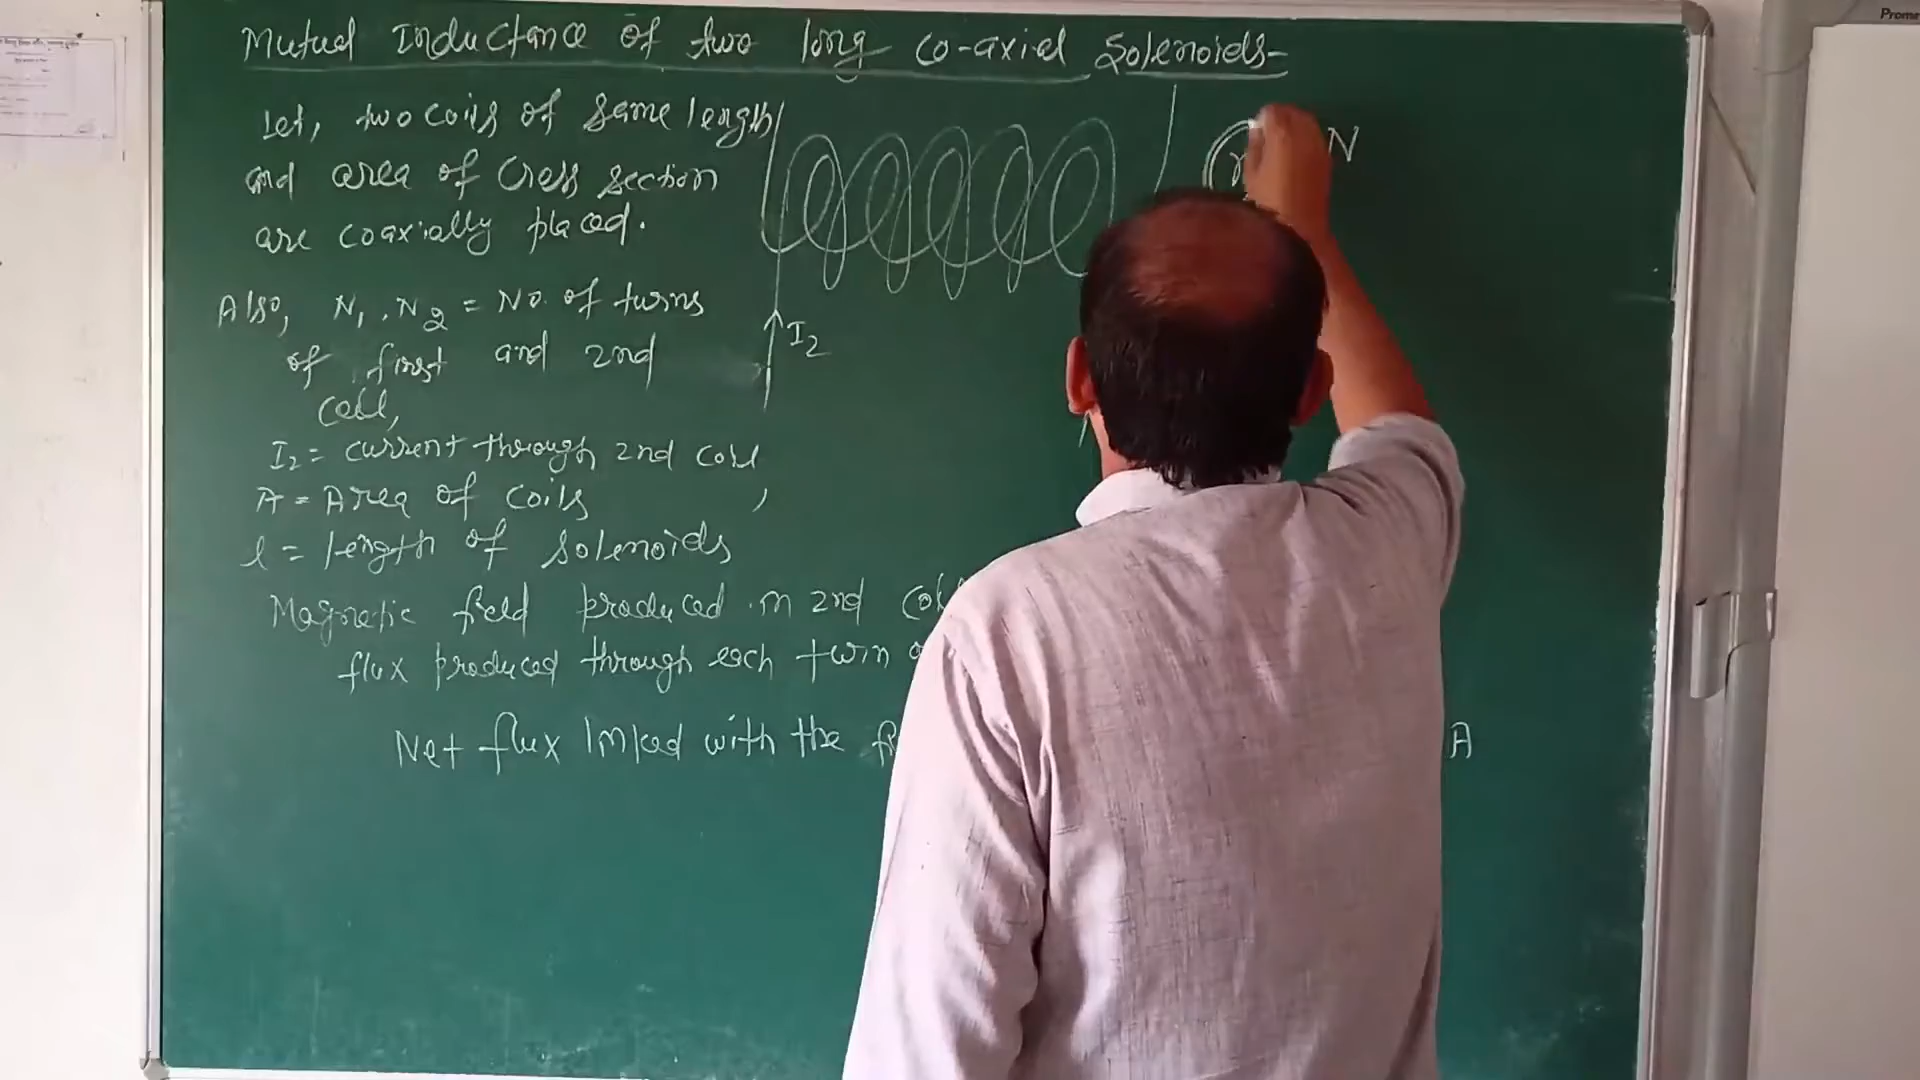 Mutual Inductance of two long co-axial Solenoids-
Let, two coils of same length
and area of Cress section
are coaxially placed.
N
Also, N1, N2 = No. of turns
of first and 2nd
Coil,
I2
I2 = current through 2nd coil
A = Area of coils ,
l = length of solenoids
Magnetic field produced in 2nd
flux produced through each turn
Net flux linked with the
A